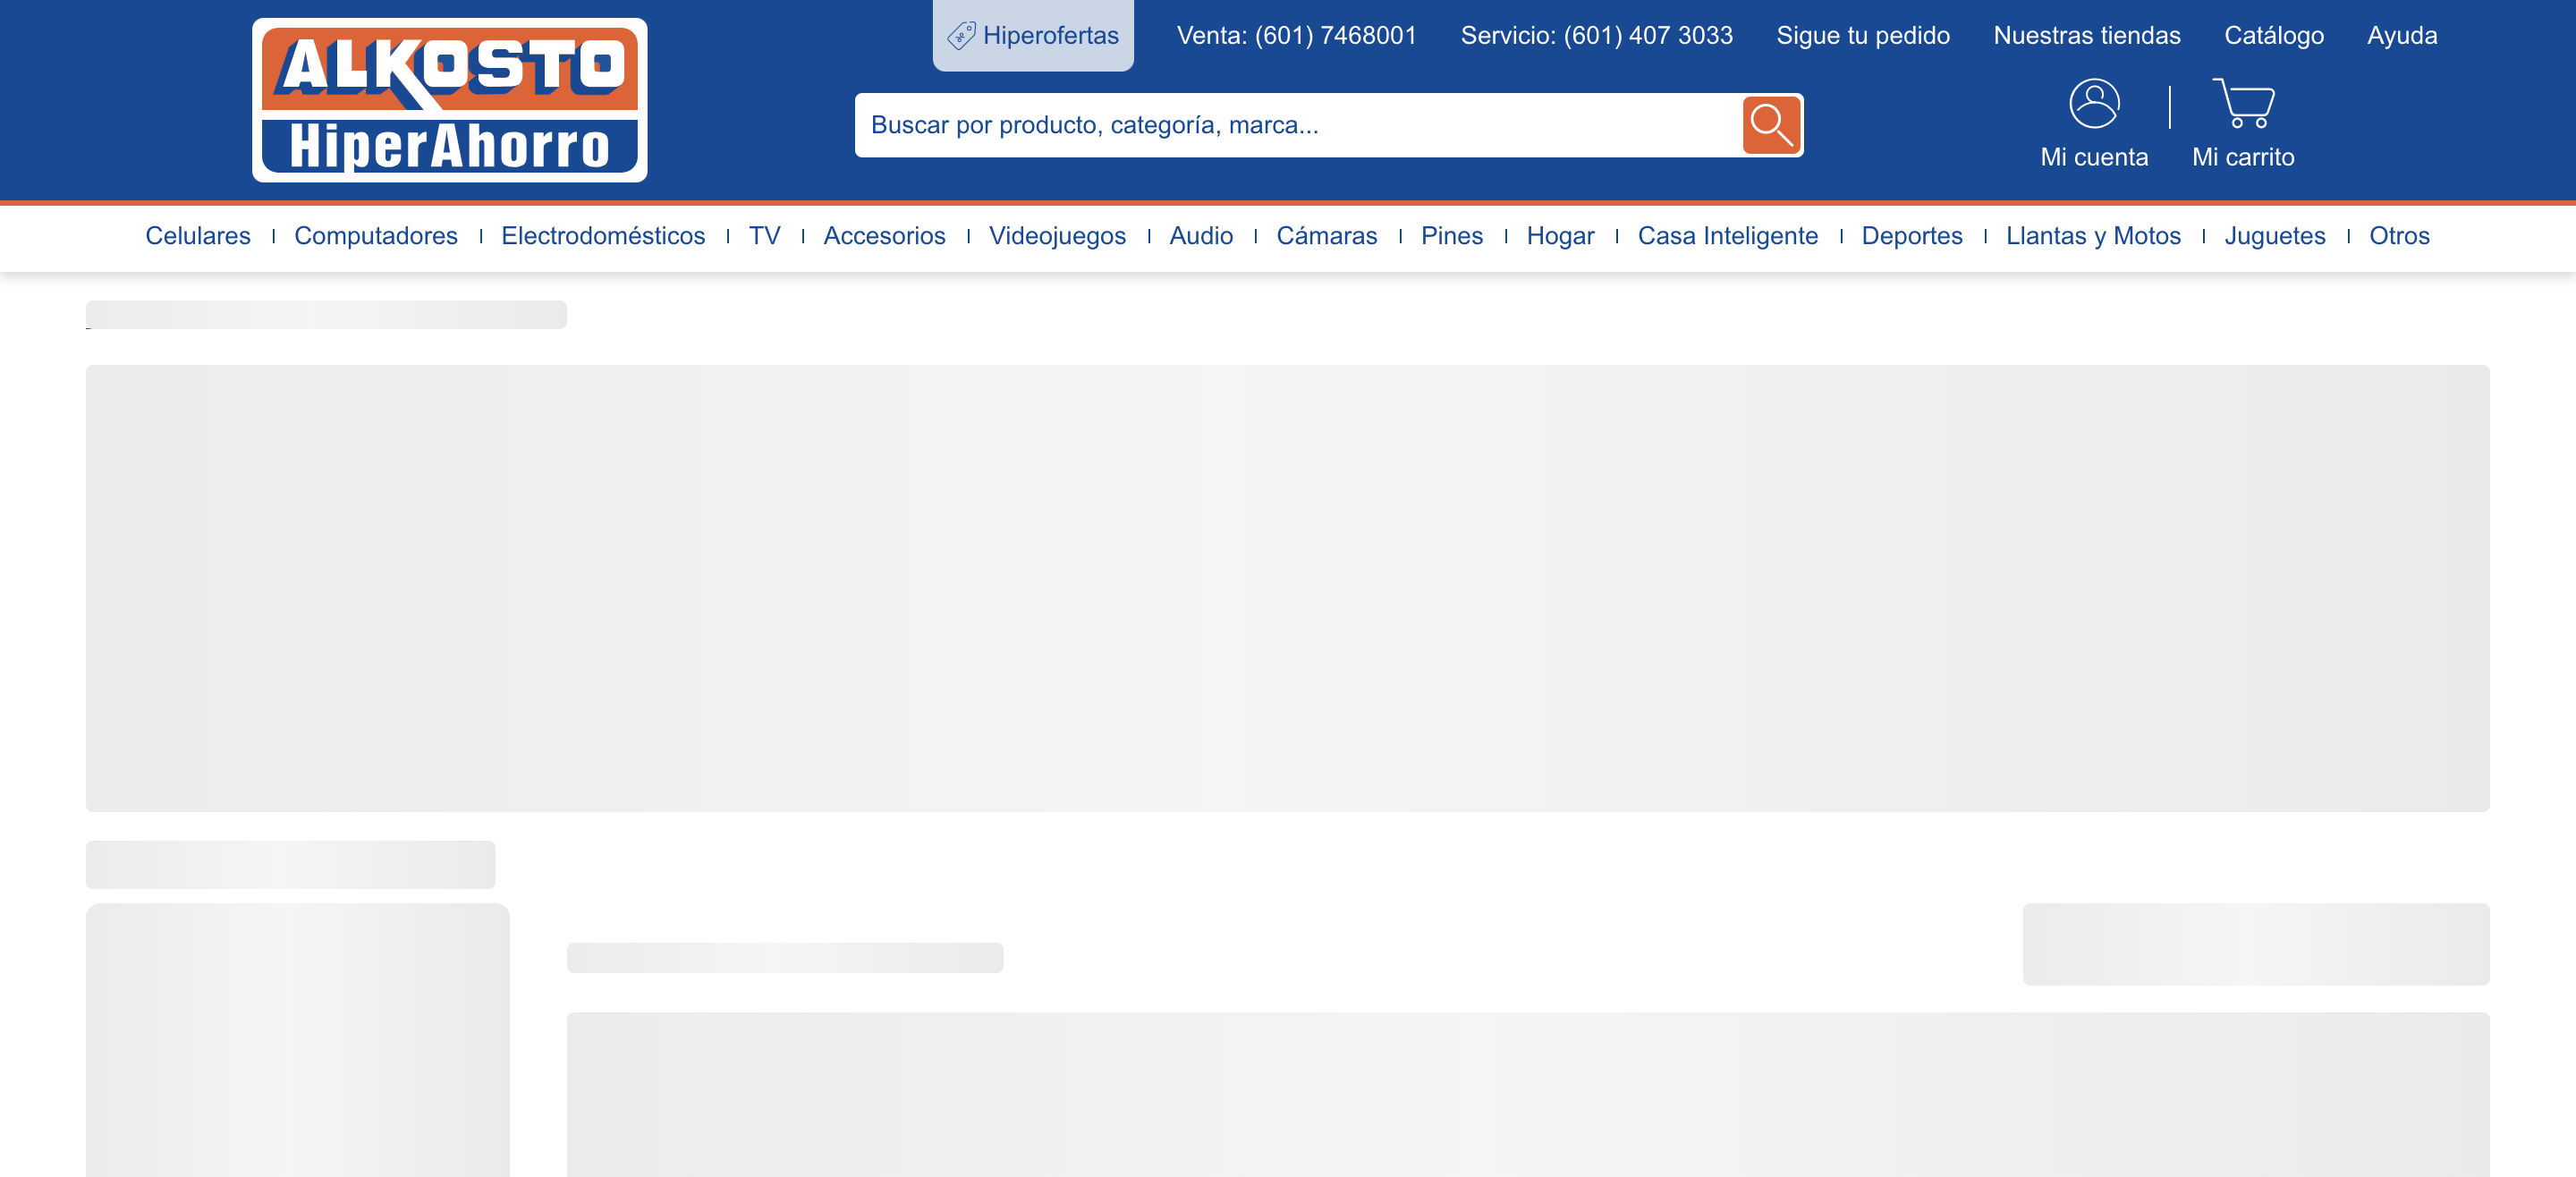 ALKOSTO
HiperAhorro
Hiperofertas
Venta: (601) 7468001
Servicio: (601) 407 3033
Sigue tu pedido
Nuestras tiendas
Catálogo
Ayuda
Buscar por producto, categoría, marca...
Mi cuenta
Mi carrito
Celulares
Computadores
Electrodomésticos
TV
Accesorios
Videojuegos
Audio
Cámaras
Pines
Hogar
Casa Inteligente
Deportes
Llantas y Motos
Juguetes
Otros